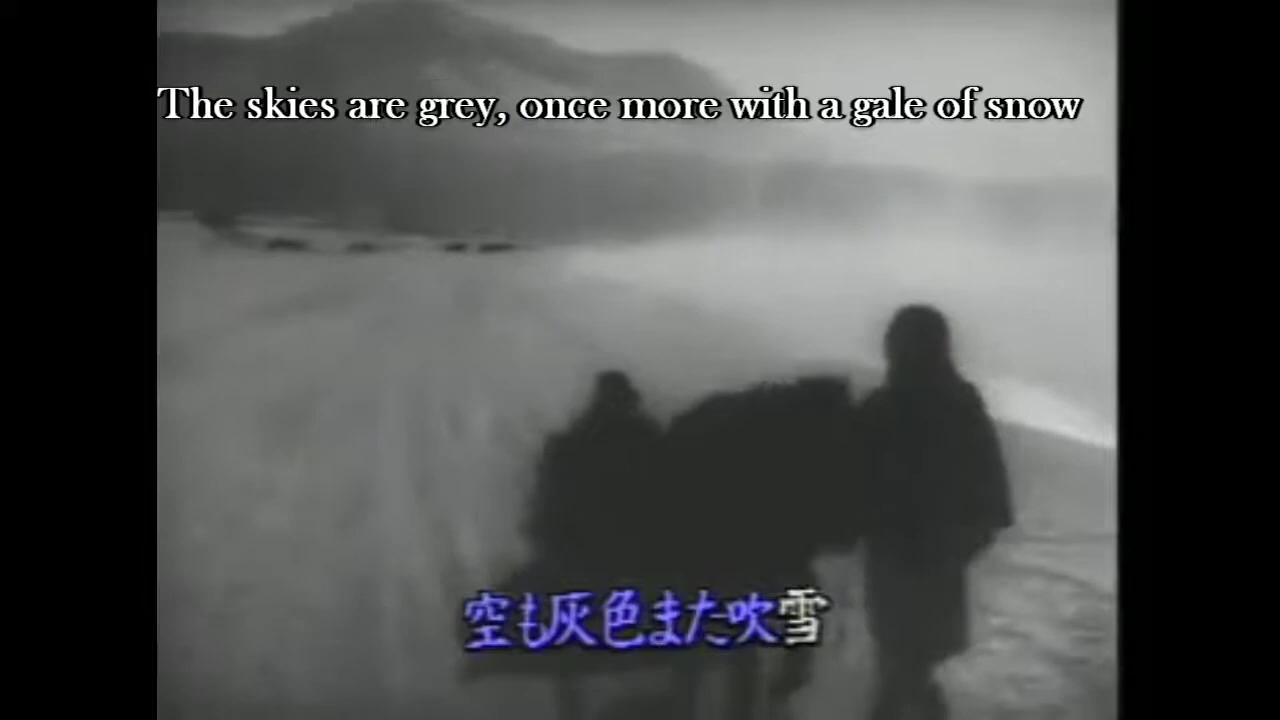 The skies are grey, once more with a gale of snow
空も灰色また吹雪